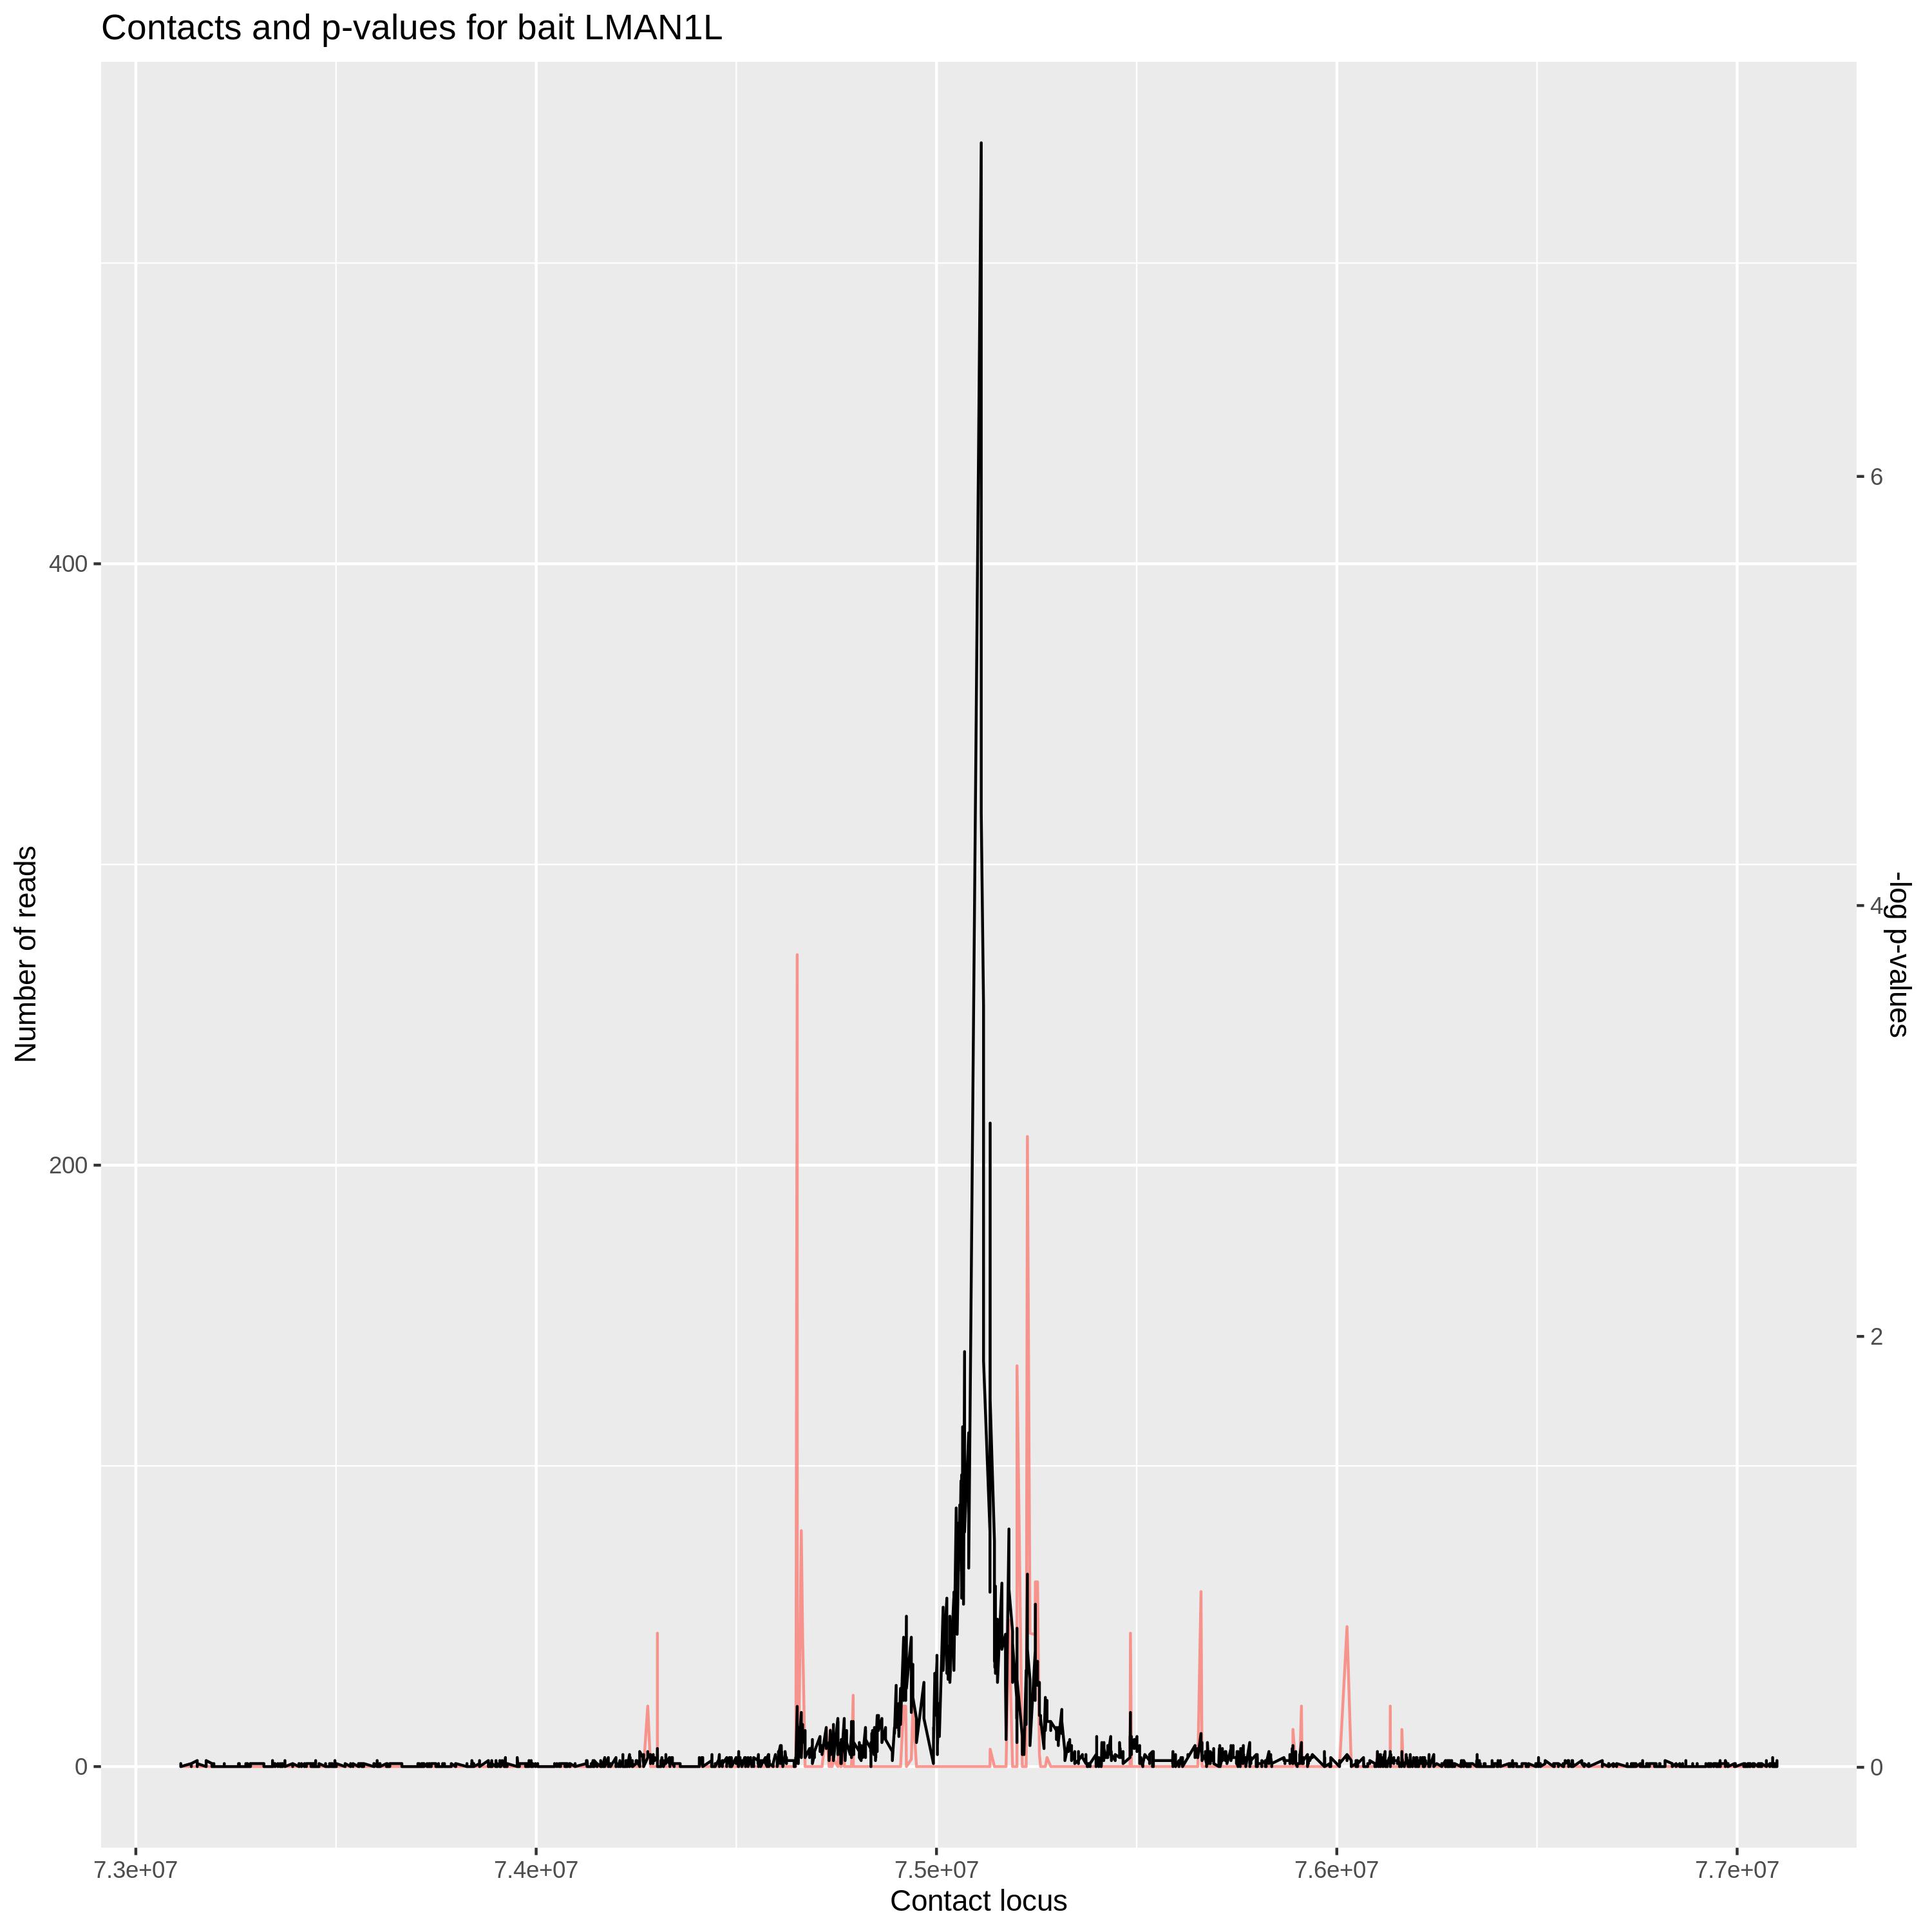 Contacts and p-values for bait LMAN1L
Number of reads
400
200
0
6
4
2
0
-log p-values
7.3e+07
7.4e+07
7.5e+07
7.6e+07
7.7e+07
Contact locus